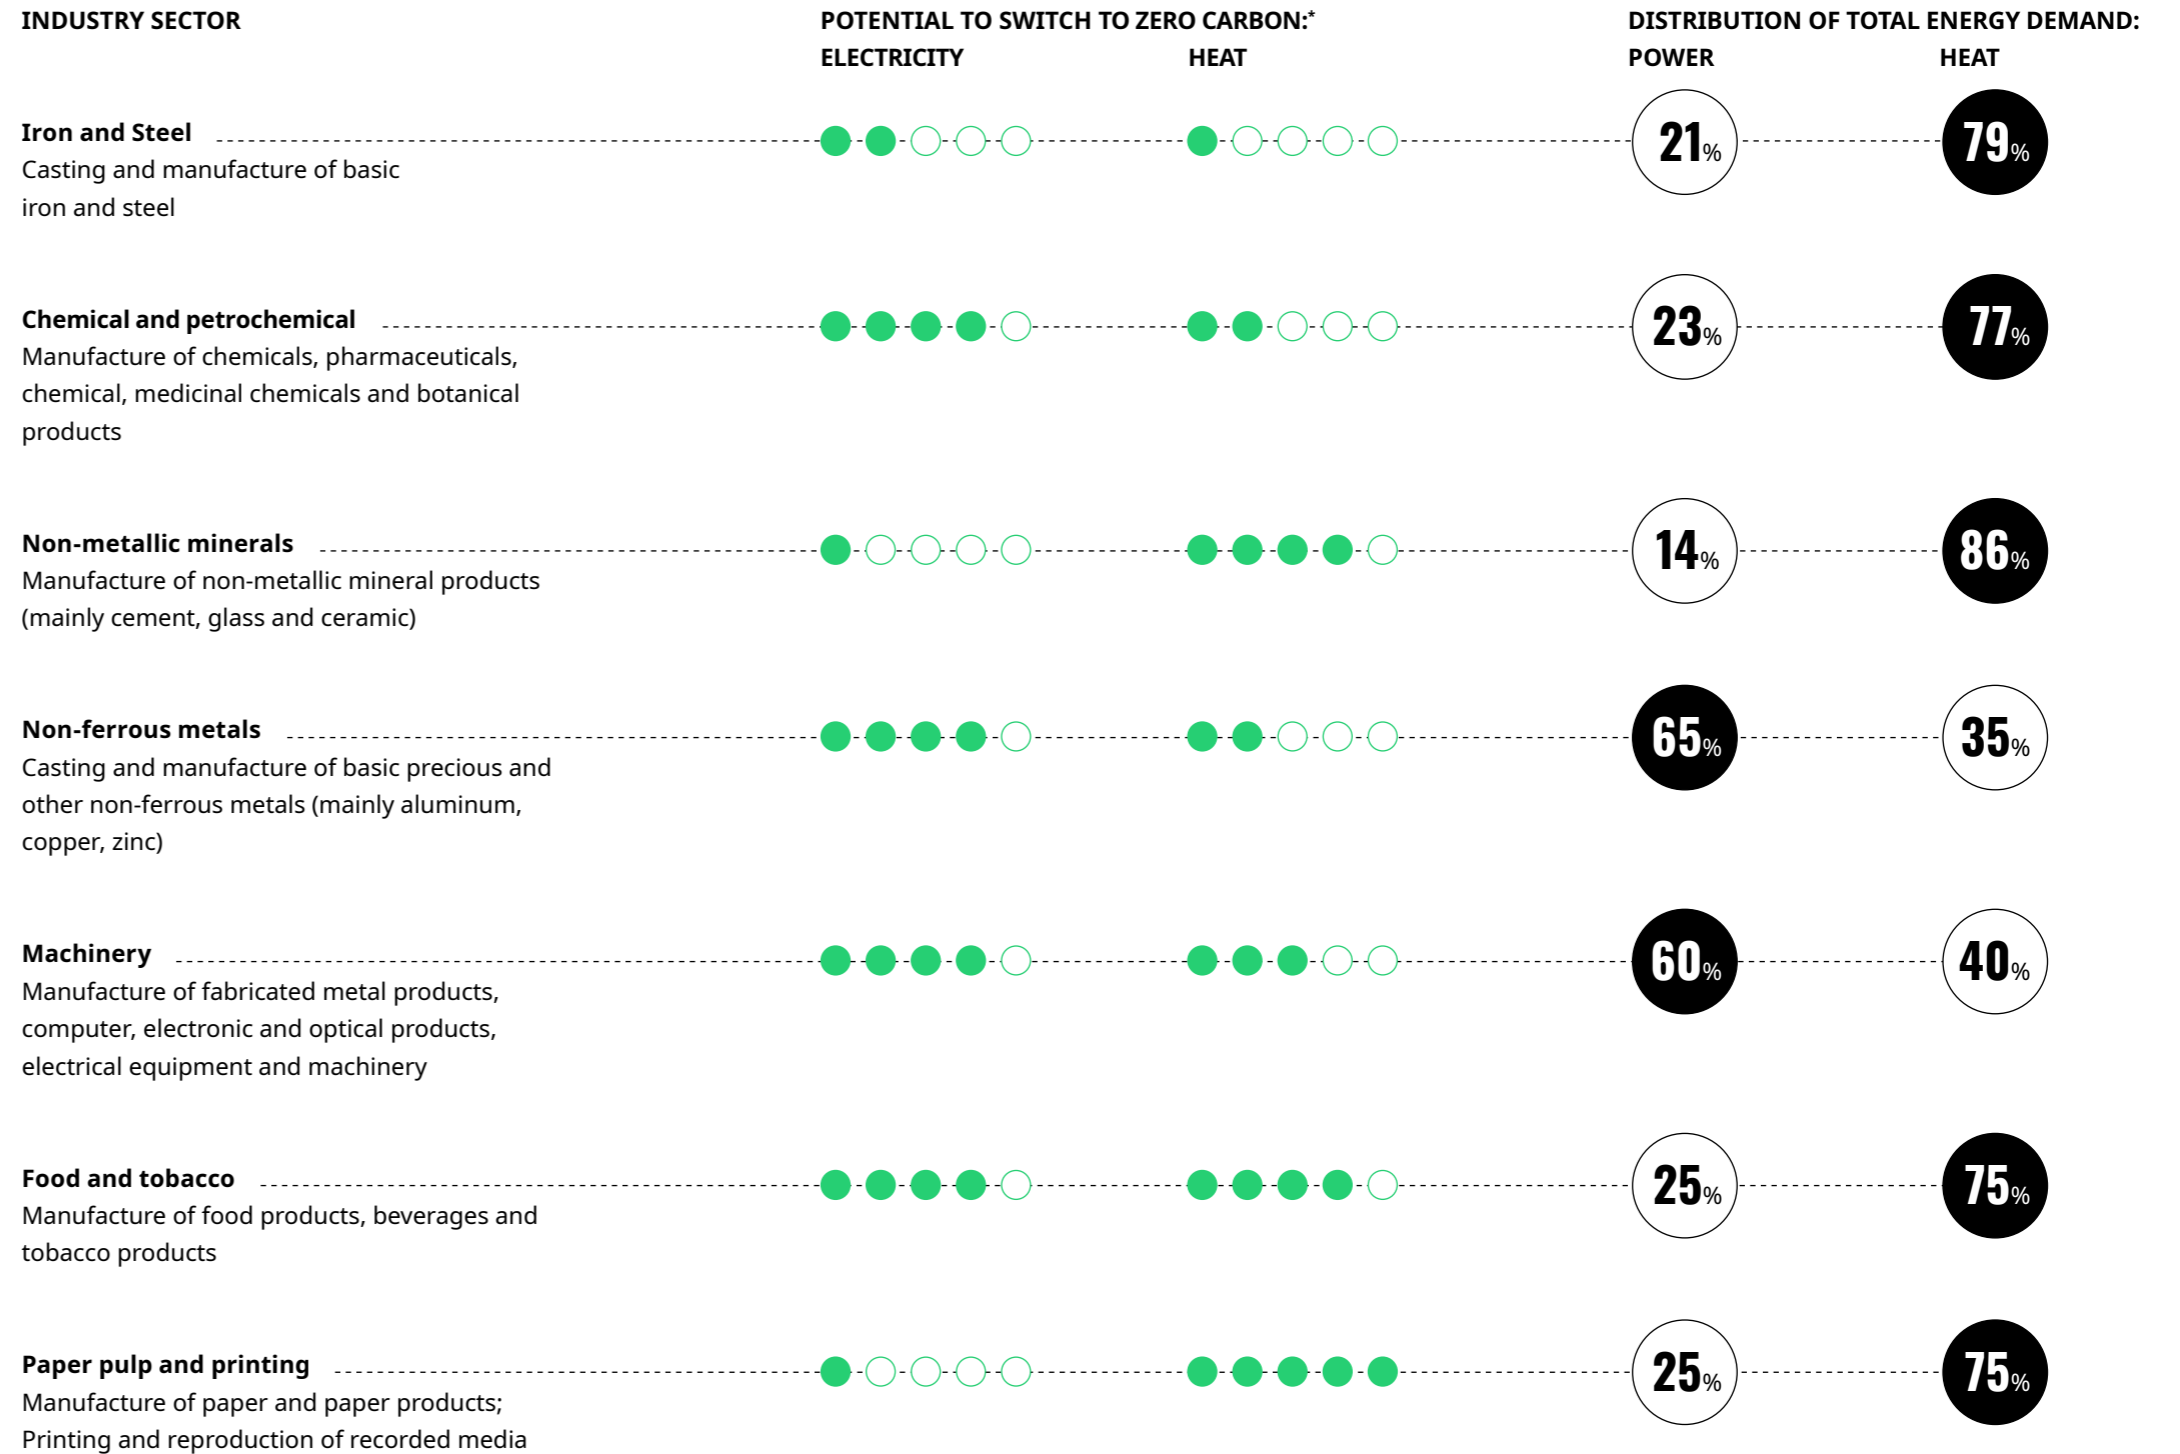 INDUSTRY SECTOR
POTENTIAL TO SWITCH TO ZERO CARBON:*
DISTRIBUTION OF TOTAL ENERGY DEMAND:
ELECTRICITY
HEAT
POWER
HEAT
Iron and Steel
21%
79%
Casting and manufacture of basic
iron and steel
Chemical and petrochemical
23%
77%
Manufacture of chemicals, pharmaceuticals,
chemical, medicinal chemicals and botanical
products
Non-metallic minerals
14%
86%
Manufacture of non-metallic mineral products
(mainly cement, glass and ceramic)
Non-ferrous metals
65%
35%
Casting and manufacture of basic precious and
other non-ferrous metals (mainly aluminum,
copper, zinc)
Machinery
60%
40%
Manufacture of fabricated metal products,
computer, electronic and optical products,
electrical equipment and machinery
Food and tobacco
25%
75%
Manufacture of food products, beverages and
tobacco products
Paper pulp and printing
25%
75%
Manufacture of paper and paper products;
Printing and reproduction of recorded media